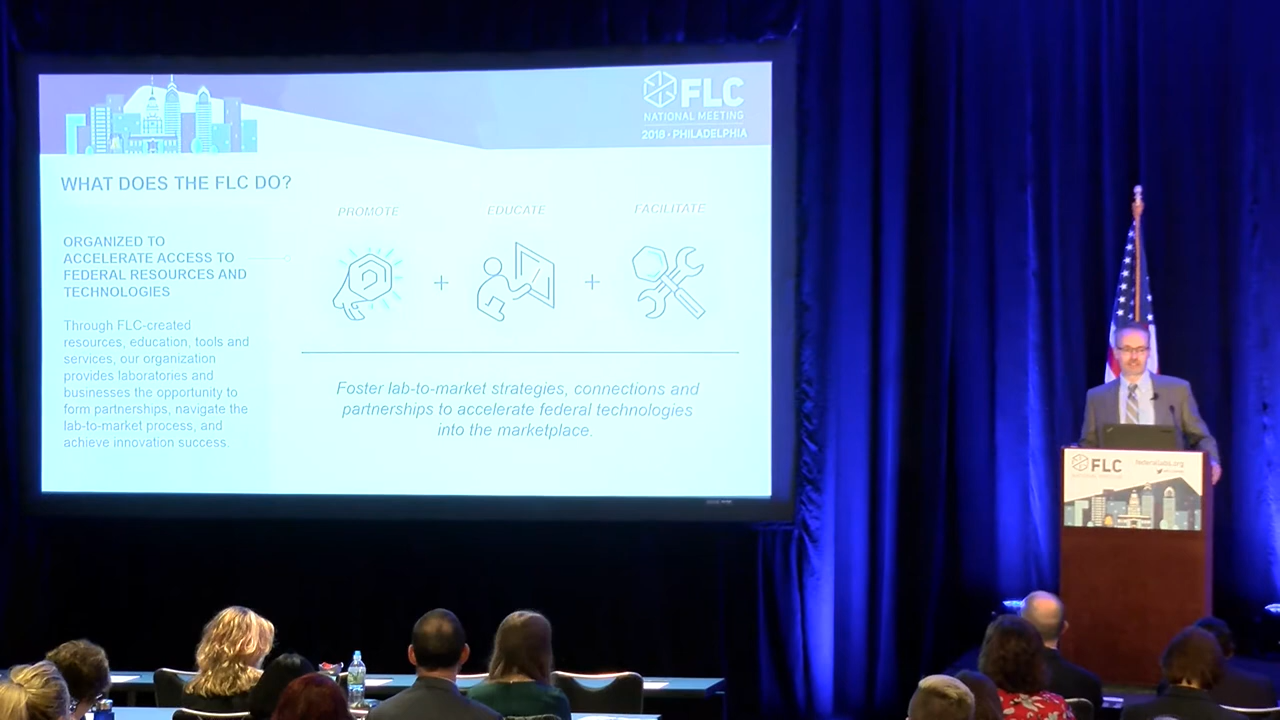 FLC
NATIONAL MEETING
2018 • PHILADELPHIA
WHAT DOES THE FLC DO?
PROMOTE
EDUCATE
FACILITATE
ORGANIZED TO
ACCELERATE ACCESS TO
FEDERAL RESOURCES AND
TECHNOLOGIES
+
+
Through FLC-created
resources, education, tools and
services, our organization
provides laboratories and
businesses the opportunity to
form partnerships, navigate the
lab-to-market process, and
achieve innovation success.
Foster lab-to-market strategies, connections and
partnerships to accelerate federal technologies
into the marketplace.
FLC
federallabs.org